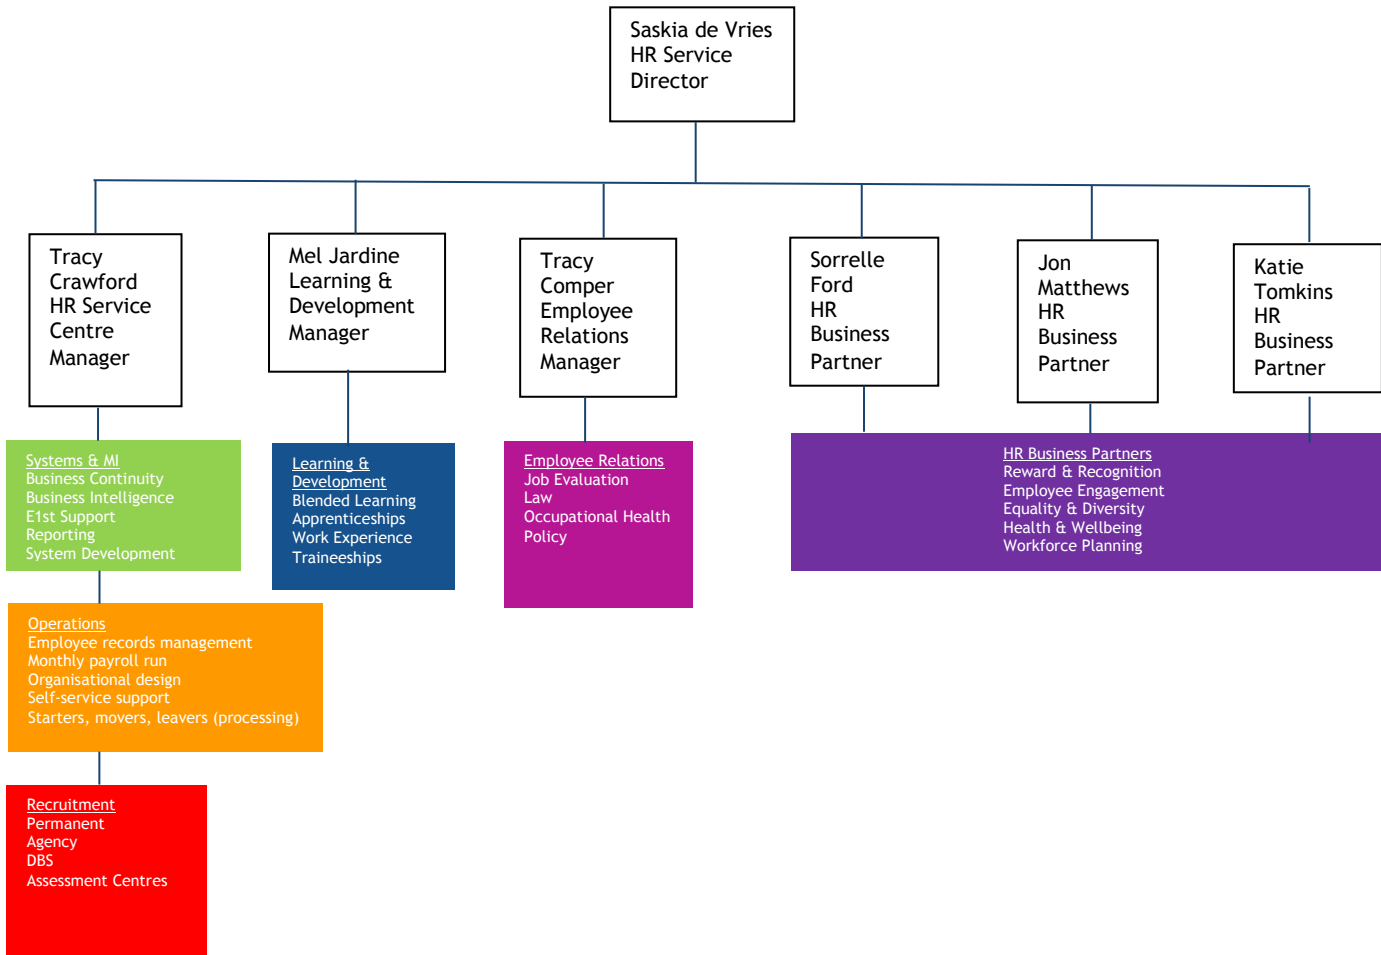 Saskia de Vries
HR Service
Director
Tracy
Crawford
HR Service
Centre
Manager
Mel Jardine
Learning &
Development
Manager
Tracy
Comper
Employee
Relations
Manager
Sorrelle
Ford
HR
Business
Partner
Jon
Matthews
HR
Business
Partner
Katie
Tomkins
HR
Business
Partner
Systems & MI
Business Continuity
Business Intelligence
E1st Support
Reporting
System Development
Learning &
Development
Blended Learning
Apprenticeships
Work Experience
Traineeships
Employee Relations
Job Evaluation
Law
Occupational Health
Policy
HR Business Partners
Reward & Recognition
Employee Engagement
Equality & Diversity
Health & Wellbeing
Workforce Planning
Operations
Employee records management
Monthly payroll run
Organisational design
Self-service support
Starters, movers, leavers (processing)
Recruitment
Permanent
Agency
DBS
Assessment Centres